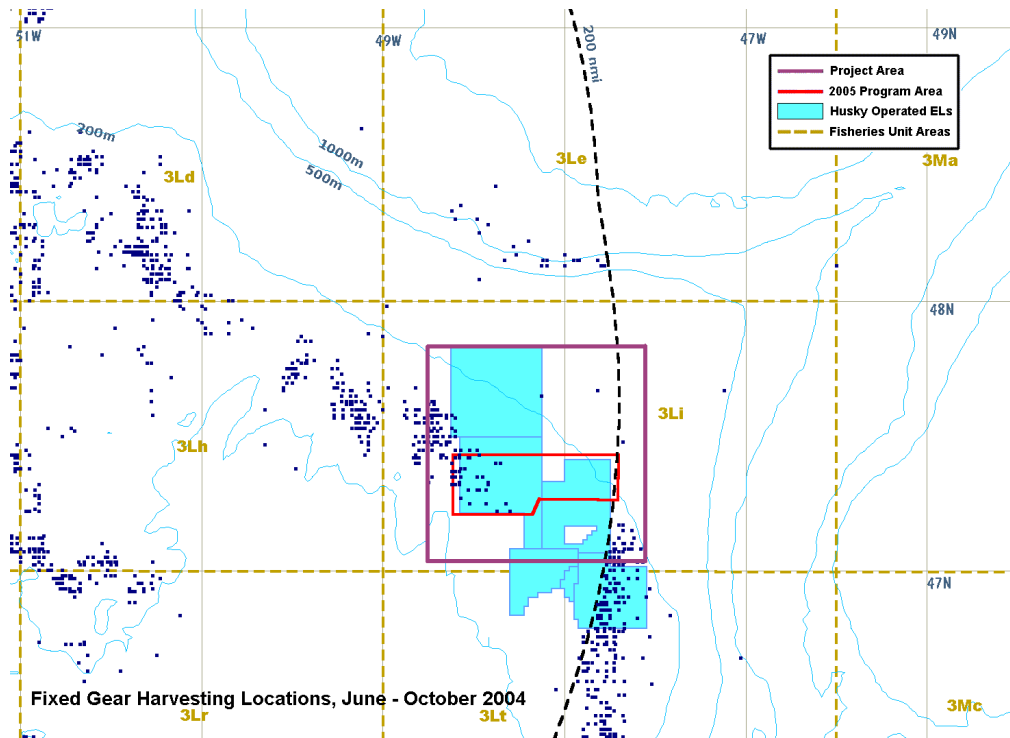 51W
49W
200 nmi
47W
49N
Project Area
2005 Program Area
Husky Operated ELs
Fisheries Unit Areas
200m
1000m
500m
3Ld
3Le
3Ma
48N
3Li
3Lh
47N
Fixed Gear Harvesting Locations, June - October 2004
3Lr
3Lt
3Mc